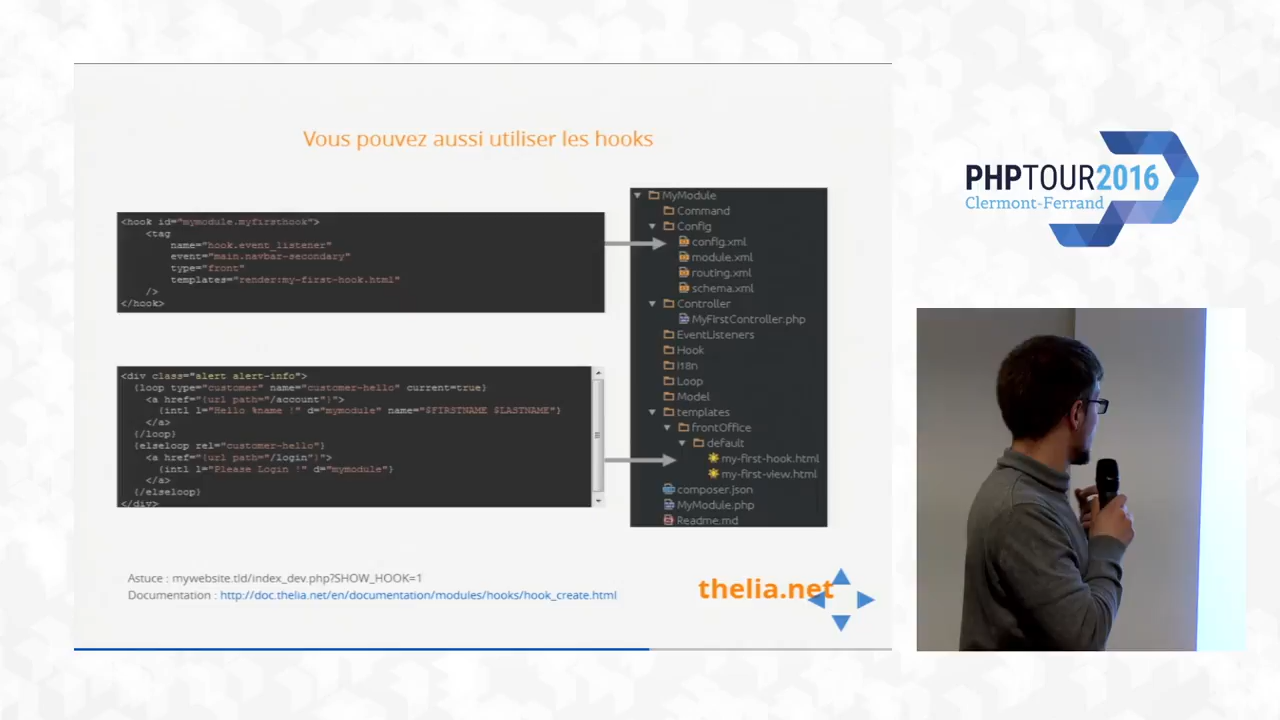 Vous pouvez aussi utiliser les hooks
<hook id="mymodule.myfirsthook">
<tag
name="hook.event_listener"
event="main.navbar-secondary"
type="front"
templates="render:my-first-hook.html"
/>
</hook>
<div class="alert alert-info">
{loop type="customer" name="customer-hello" current=true}
<a href="{url path="/account"}">
{intl l="Hello %name !" d="mymodule" name="$FIRSTNAME $LASTNAME"}
</a>
{/loop}
{elseloop rel="customer-hello"}
<a href="{url path="/login"}">
{intl l="Please Login !" d="mymodule"}
</a>
{/elseloop}
</div>
MyModule
Command
Config
config.xml
module.xml
routing.xml
schema.xml
Controller
MyFirstController.php
EventListeners
Hook
I18n
Loop
Model
templates
frontOffice
default
my-first-hook.html
my-first-view.html
composer.json
MyModule.php
Readme.md
Astuce : mywebsite.tld/index_dev.php?SHOW_HOOK=1
Documentation : http://doc.thelia.net/en/documentation/modules/hooks/hook_create.html
thelia.net
PHPTOUR2016
Clermont-Ferrand